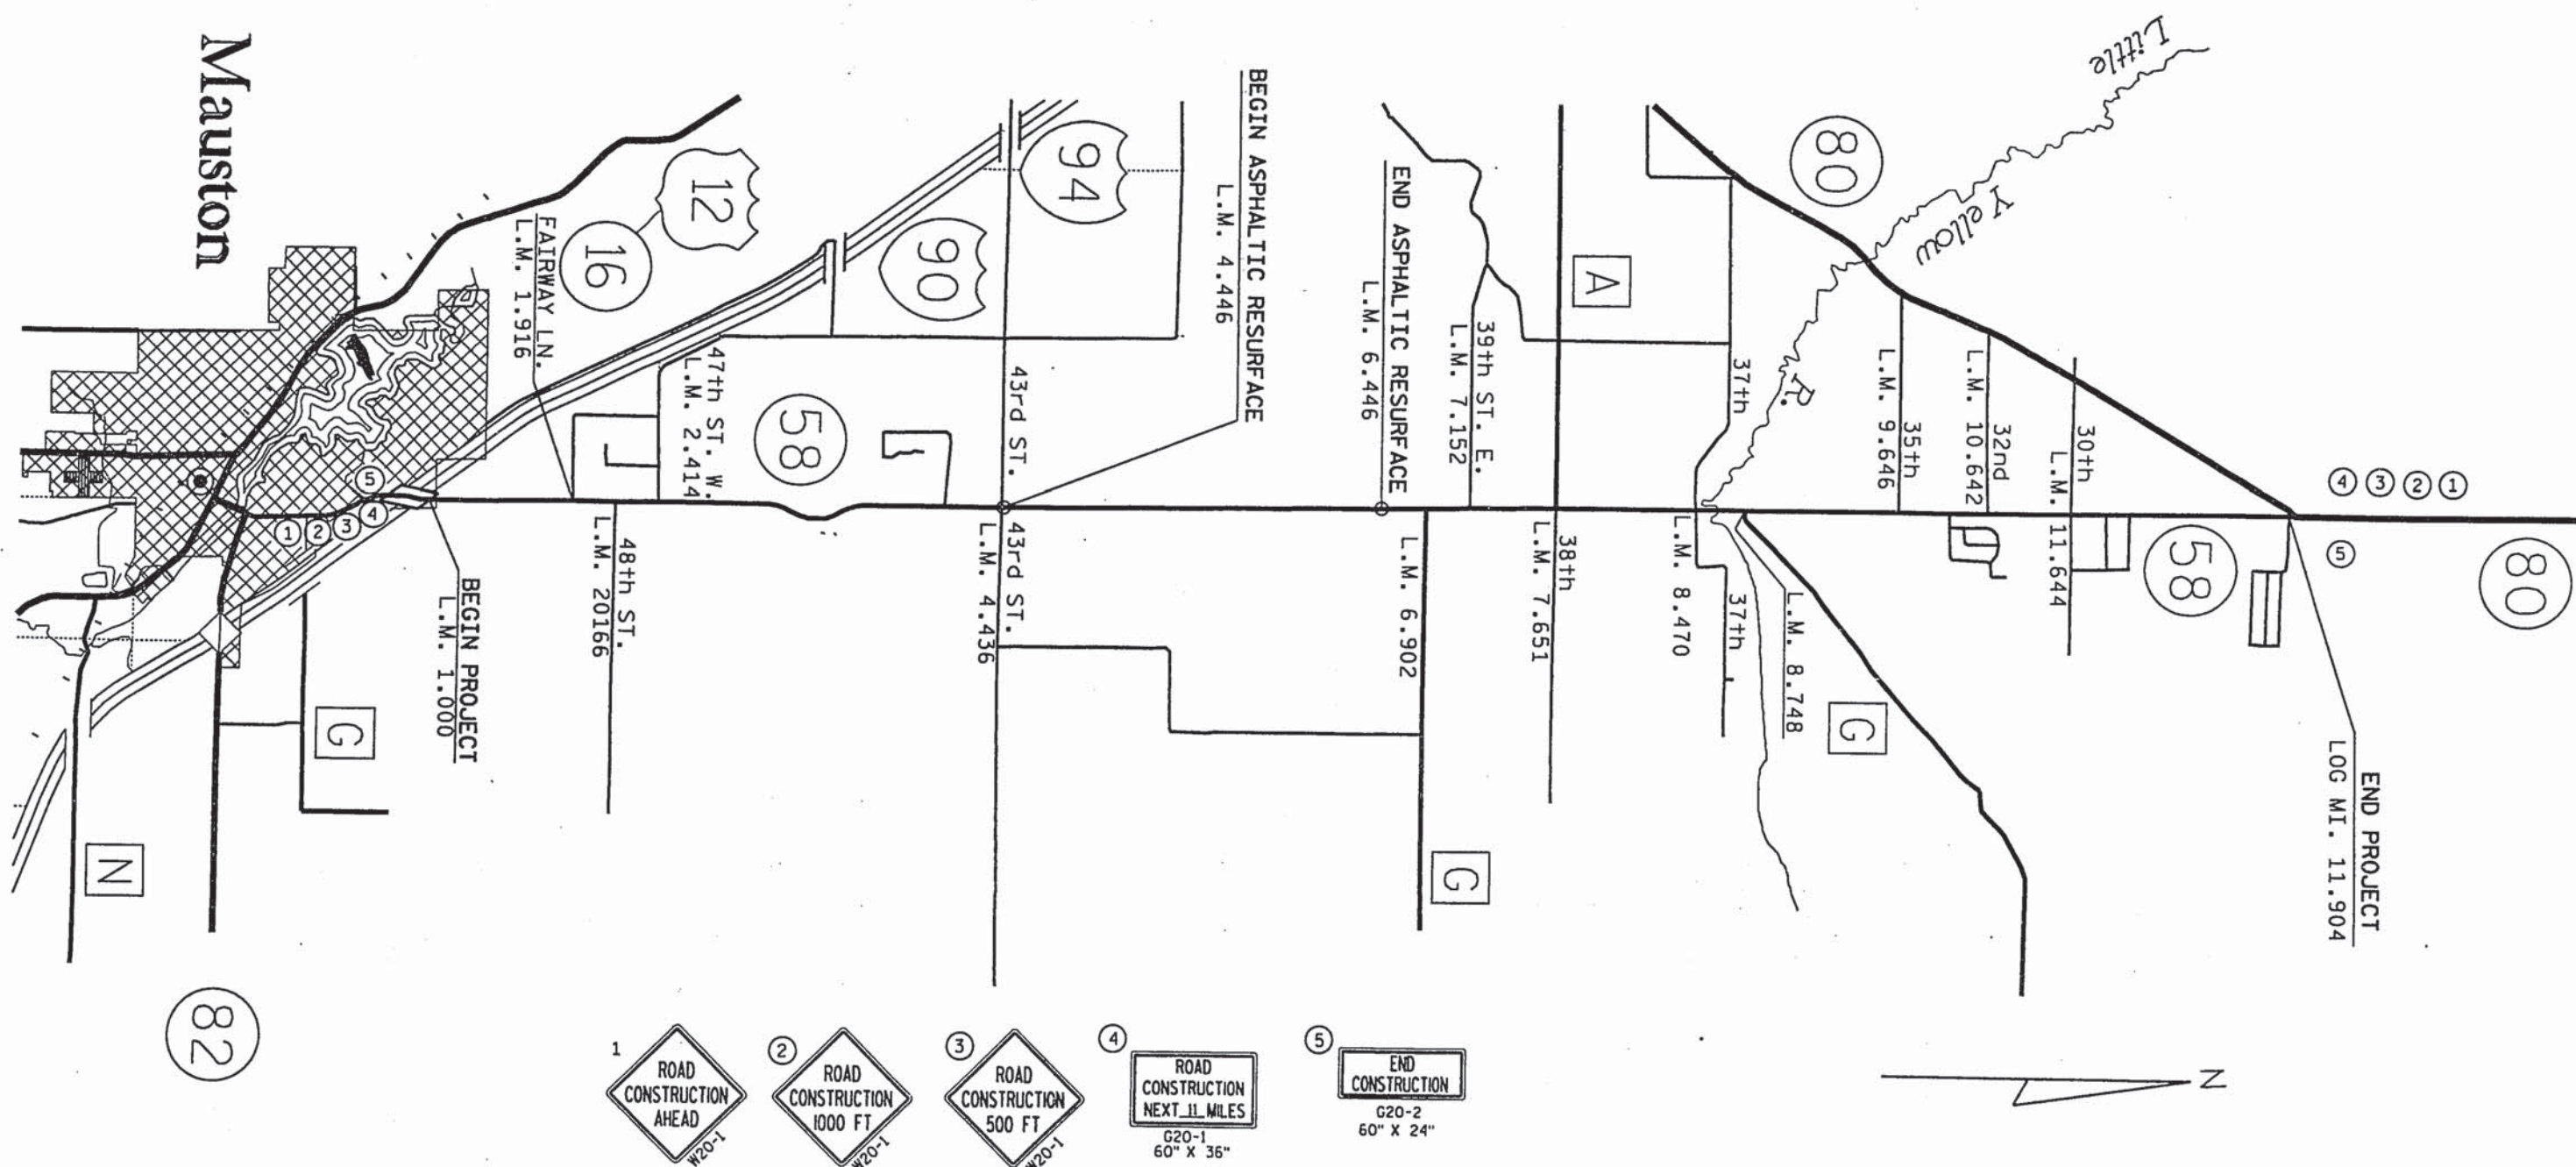 Mauston
12
16
94
90
BEGIN ASPHALTIC RESURFACE
L.M. 4.446
FAIRWAY LN.
L.M. 1.916
47th ST. W.
L.M. 2.414
58
43rd ST.
END ASPHALTIC RESURFACE
L.M. 6.446
39th ST. E.
L.M. 7.152
A
80
Little
Yellow
R.
37th
35th
L.M. 9.646
32nd
L.M. 10.642
30th
L.M. 11.644
4 3 2 1
5
5
1 2 3 4
BEGIN PROJECT
L.M. 1.000
48th ST.
L.M. 20166
43rd ST.
L.M. 4.436
L.M. 6.902
38th
L.M. 7.651
L.M. 8.470
37th
L.M. 8.748
58
80
END PROJECT
LOG MI. 11.904
G
G
G
N
82
1
ROAD
CONSTRUCTION
AHEAD
W20-1
2
ROAD
CONSTRUCTION
1000 FT
W20-1
3
ROAD
CONSTRUCTION
500 FT
W20-1
4
ROAD
CONSTRUCTION
NEXT 11 MILES
G20-1
60" X 36"
5
END
CONSTRUCTION
G20-2
60" X 24"
N